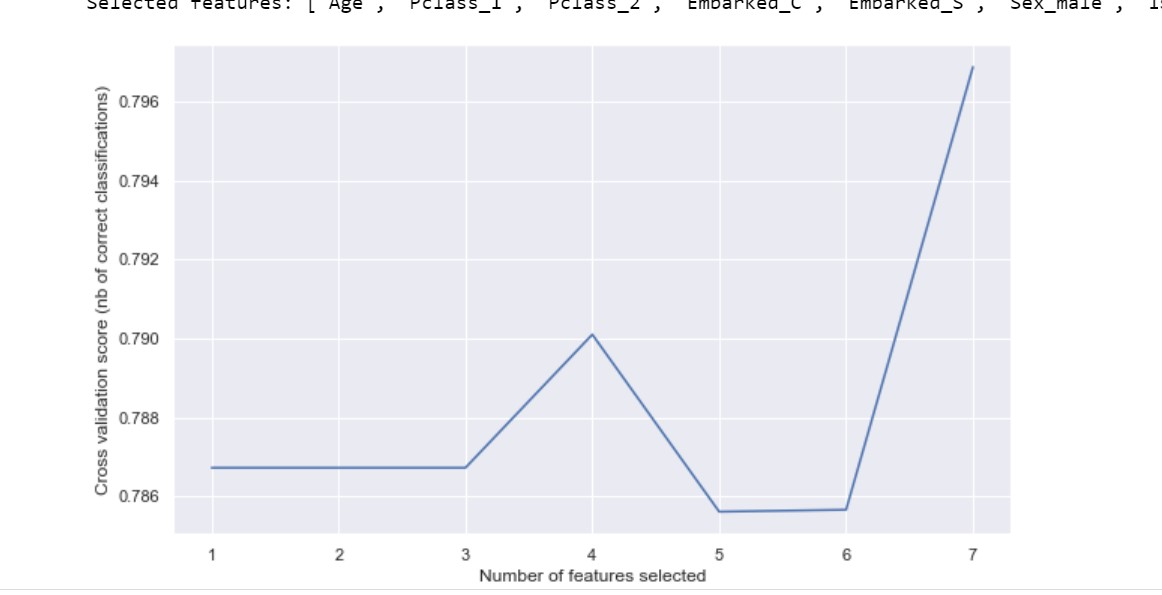 Selected features: ['Age', 'Pclass_1', 'Pclass_2', 'Embarked_C', 'Embarked_S', 'Sex_male',
0.796
0.794
0.792
0.790
0.788
0.786
Cross validation score (nb of correct classifications)
1 2 3 4 5 6 7
Number of features selected